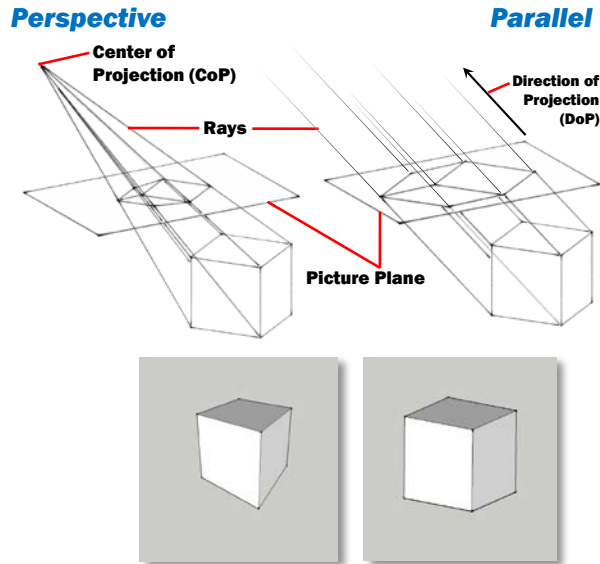 Perspective
Parallel
Center of
Projection (CoP)
Direction of
Projection
(DoP)
Rays
Picture Plane